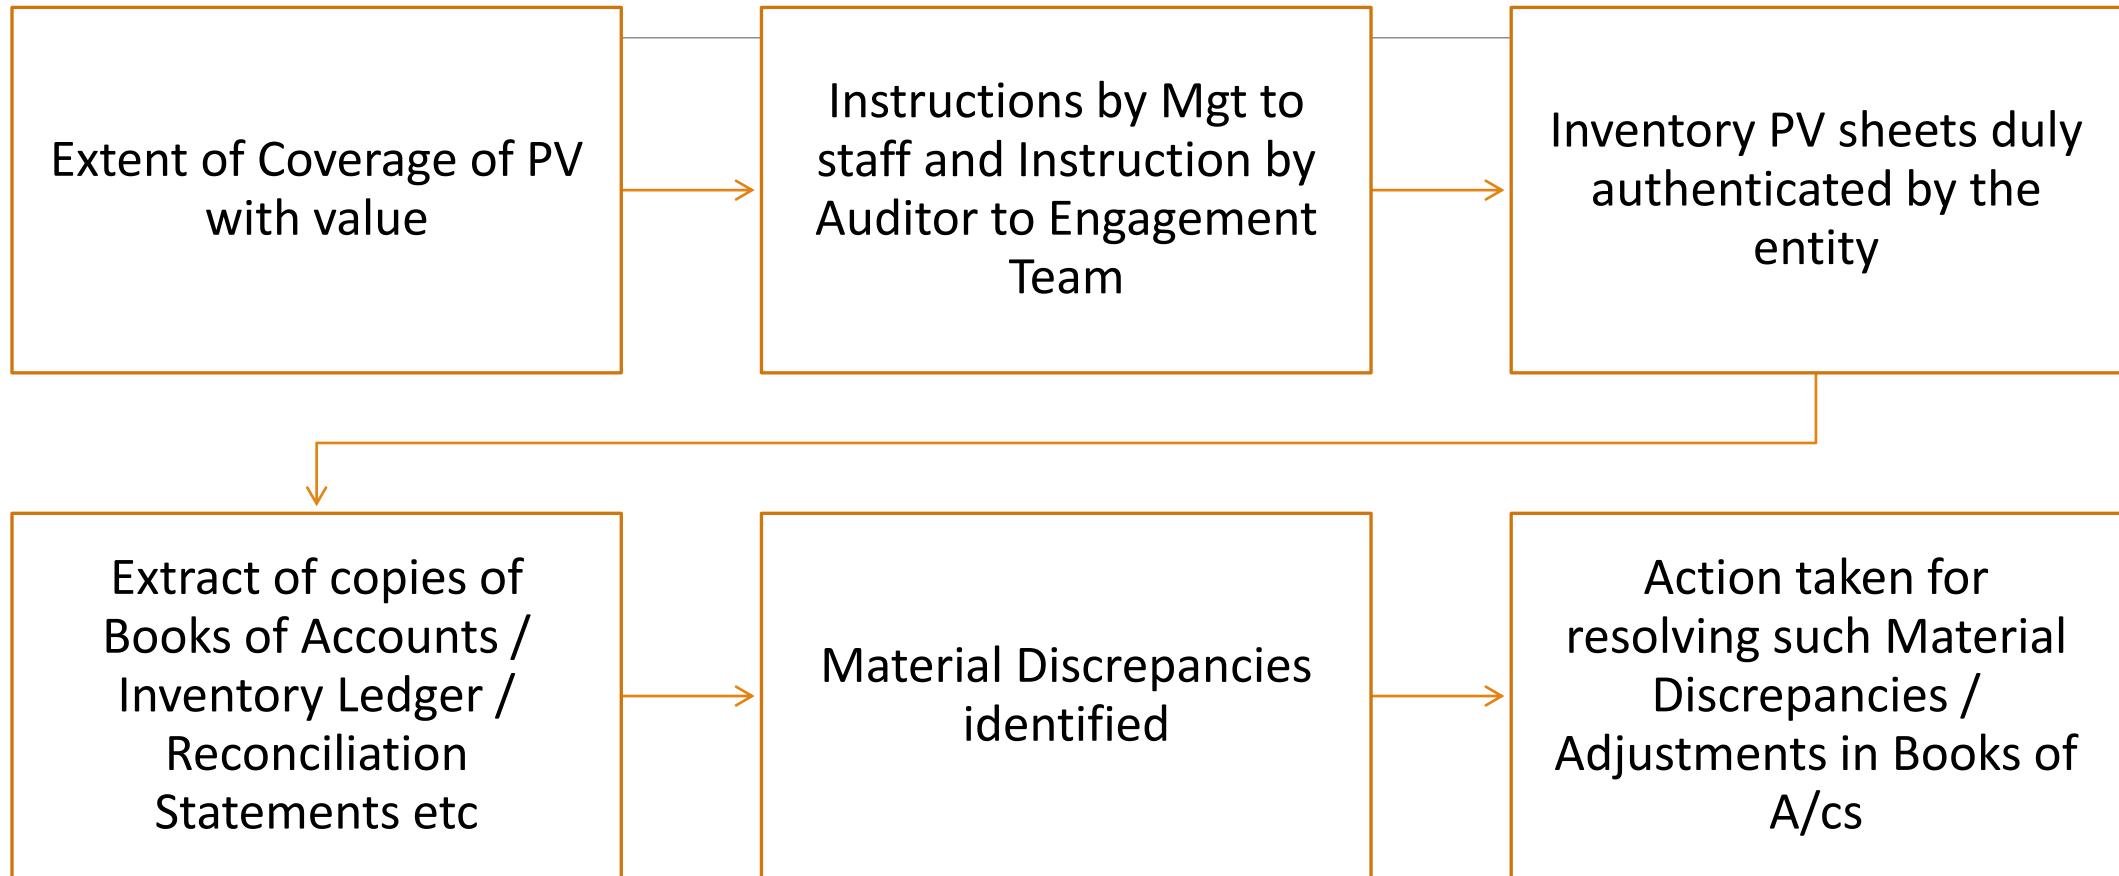 Extent of Coverage of PV
with value
Instructions by Mgt to
staff and Instruction by
Auditor to Engagement
Team
Inventory PV sheets duly
authenticated by the
entity
Extract of copies of
Books of Accounts /
Inventory Ledger /
Reconciliation
Statements etc
Material Discrepancies
identified
Action taken for
resolving such Material
Discrepancies /
Adjustments in Books of
A/cs